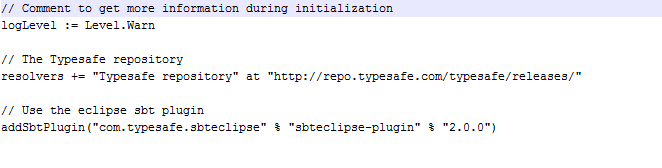 // Comment to get more information during initialization
logLevel := Level.Warn
// The Typesafe repository
resolvers += "Typesafe repository" at "http://repo.typesafe.com/typesafe/releases/"
// Use the eclipse sbt plugin
addSbtPlugin("com.typesafe.sbteclipse" % "sbteclipse-plugin" % "2.0.0")